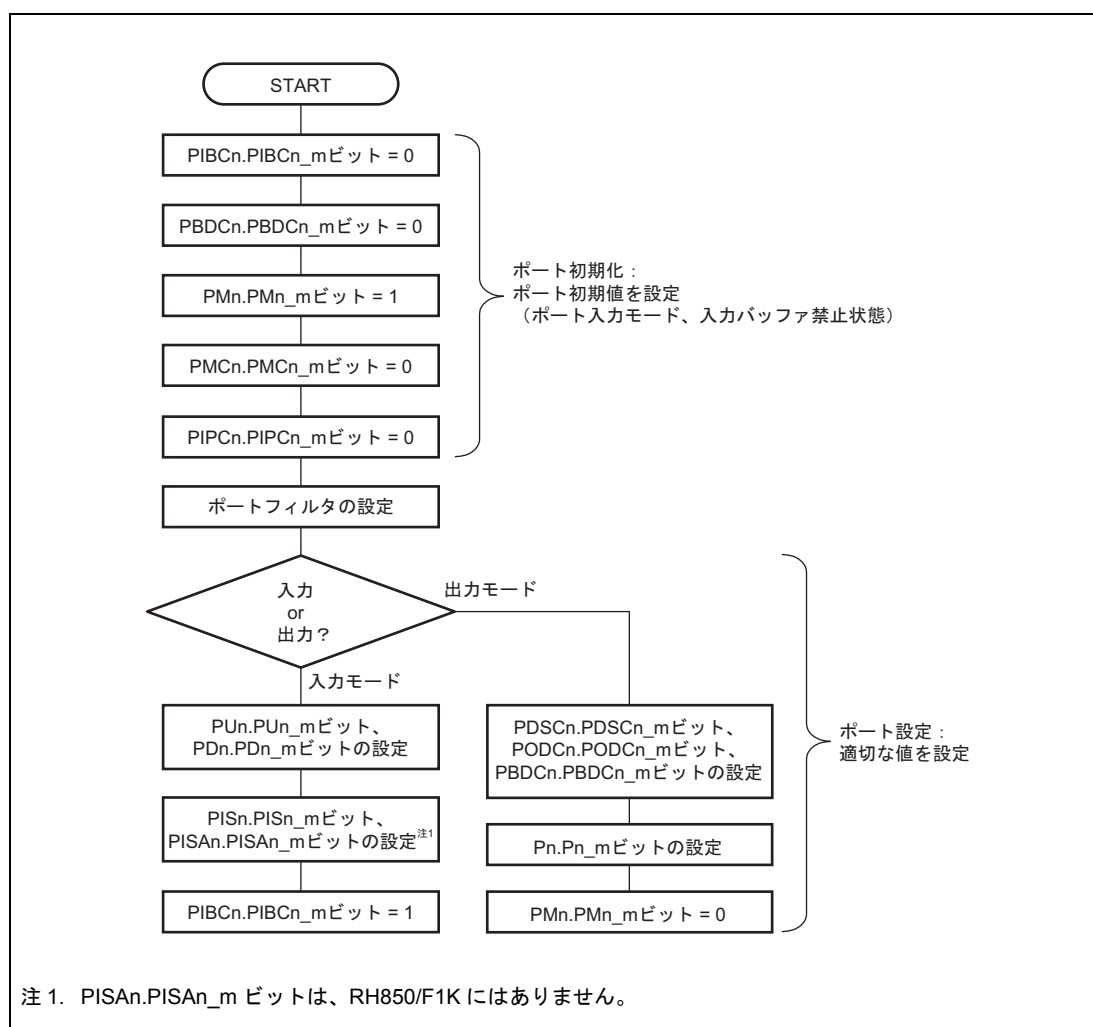 START
PIBCn.PIBCn_mビット = 0
PBDCn.PBDCn_mビット = 0
PMn.PMn_mビット = 1
PMCn.PMCn_mビット = 0
PIPCn.PIPCn_mビット = 0
ポート初期化：
ポート初期値を設定
（ポート入力モード、入力バッファ禁止状態）
ポートフィルタの設定
入力
or
出力？
出力モード
入力モード
PUn.PUn_mビット、
PDn.PDn_mビットの設定
PISn.PISn_mビット、
PISAn.PISAn_mビットの設定注1
PIBCn.PIBCn_mビット = 1
PDSCn.PDSCn_mビット、
PODCn.PODCn_mビット、
PBDCn.PBDCn_mビットの設定
Pn.Pn_mビットの設定
PMn.PMn_mビット = 0
ポート設定：
適切な値を設定
注 1. PISAn.PISAn_m ビットは、RH850/F1K にはありません。